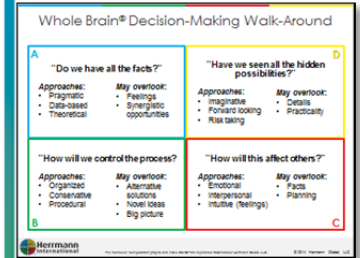 Whole Brain® Decision-Making Walk-Around
A
"Do we have all the facts?"
Approaches:
• Pragmatic
• Data-based
• Theoretical
May overlook:
• Feelings
• Synergistic
opportunities
D
"Have we seen all the hidden
possibilities?"
Approaches:
• Imaginative
• Forward looking
• Risk taking
May overlook:
• Details
• Practicality
"How will we control the process?
Approaches:
• Organized
• Conservative
• Procedural
May overlook:
• Alternative
solutions
• Novel ideas
• Big picture
B
"How will this affect others?"
Approaches:
• Emotional
• Interpersonal
• Intuitive (feelings)
May overlook:
• Facts
• Planning
C
Herrmann
International